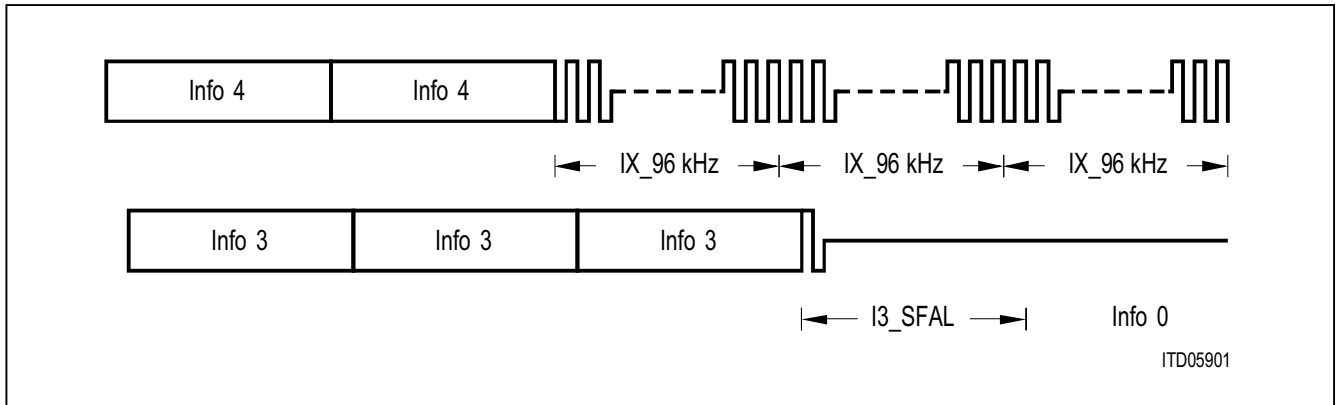 Info 4 Info 4
IX_96 kHz IX_96 kHz IX_96 kHz
Info 3 Info 3 Info 3
I3_SFAL Info 0
ITD05901